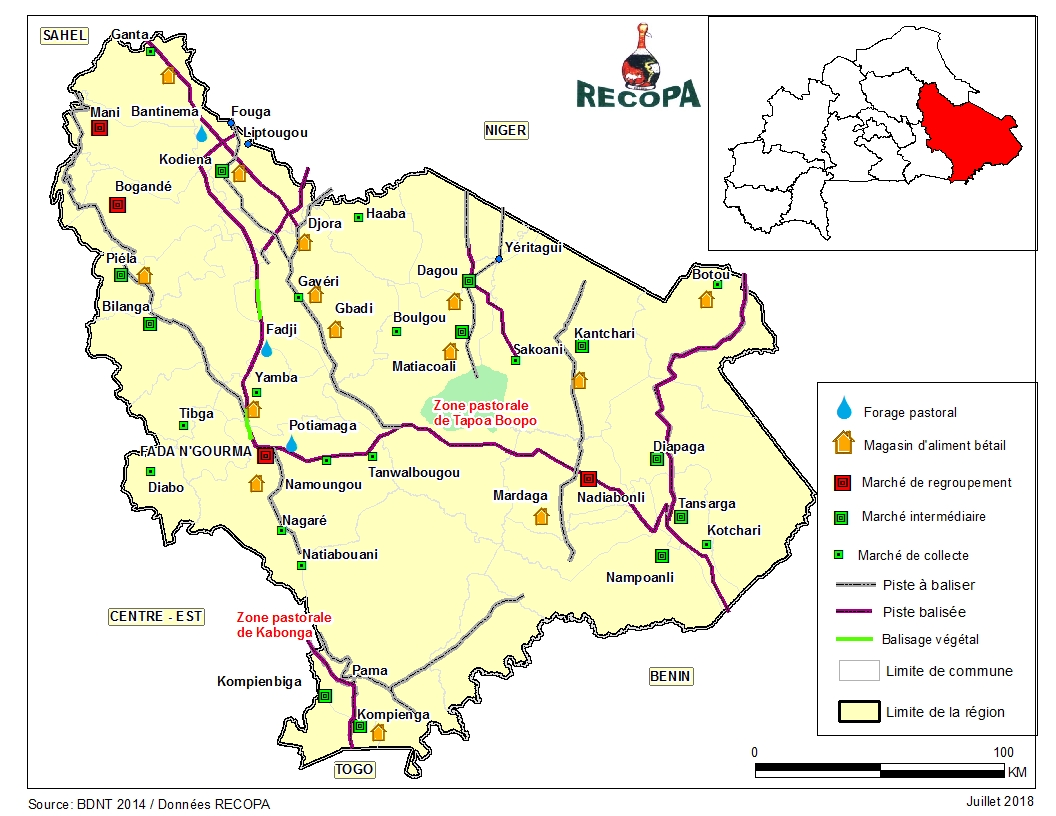 SAHEL
Ganta
RECOPA
Mani
Bantinema
Fouga
Liptougou
NIGER
Kodiena
Bogandé
Haaba
Djora
Yéritagui
Piéla
Dagou
Botou
Gayéri
Bilanga
Gbadi
Boulgou
Fadji
Kantchari
Sakoani
Matiacoali
Yamba
Zone pastorale
de Tapoa Boopo
Tibga
Potiamaga
FADA N'GOURMA
Diapaga
Tanwalbougou
Diabo
Namoungou
Mardaga
Nadiabonli
Tansarga
Nagaré
Kotchari
Natiabouani
Nampoanli
CENTRE - EST
Zone pastorale
de Kabonga
Pama
BENIN
Kompienbiga
Kompienga
TOGO
Forage pastoral
Magasin d'aliment bétail
Marché de regroupement
Marché intermédiaire
Marché de collecte
Piste à baliser
Piste balisée
Balisage végétal
Limite de commune
Limite de la région
0 100
KM
Source: BDNT 2014 / Données RECOPA
Juillet 2018